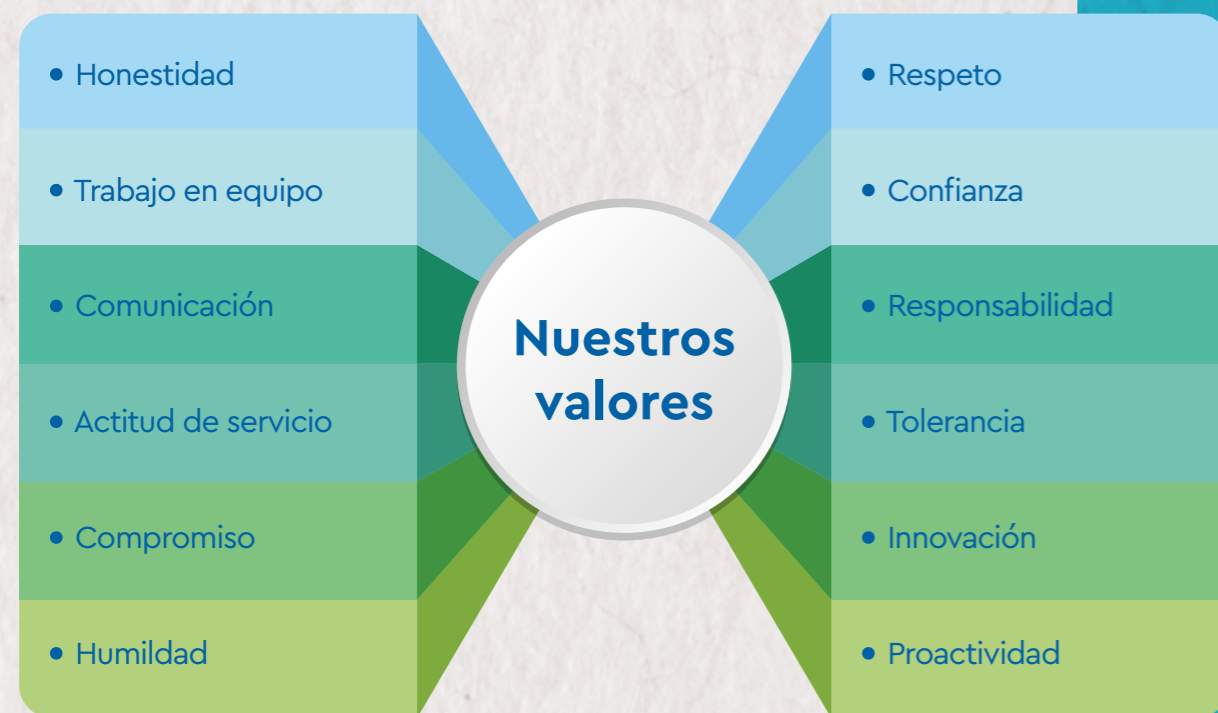 • Honestidad
• Trabajo en equipo
• Comunicación
• Actitud de servicio
• Compromiso
• Humildad
Nuestros
valores
• Respeto
• Confianza
• Responsabilidad
• Tolerancia
• Innovación
• Proactividad